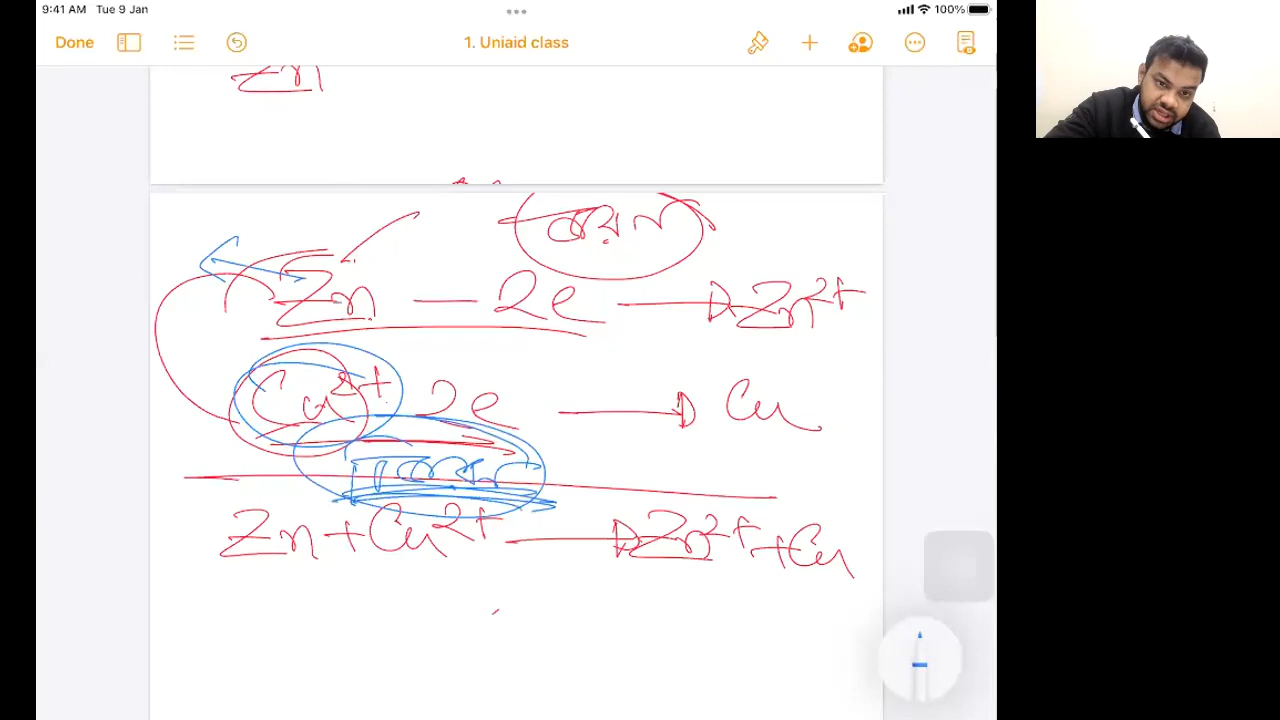 9:41 AM Tue 9 Jan
100%
Done
1. Uniaid class
Zn
Zn — 2e → Zn²⁺
Cu²⁺ 2e → Cu
Zn + Cu²⁺ → Zn²⁺ + Cu